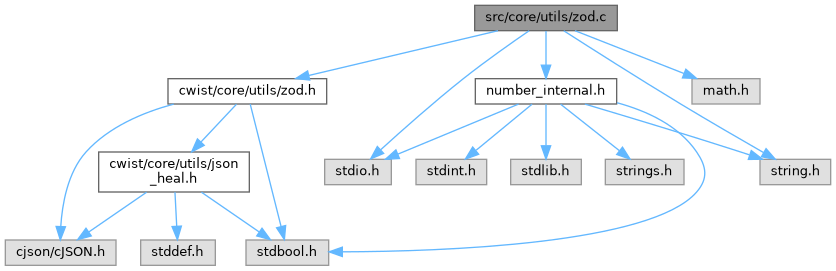 src/core/utils/zod.c
cwist/core/utils/zod.h
number_internal.h
math.h
cwist/core/utils/json
_heal.h
stdio.h
stdint.h
stdlib.h
strings.h
string.h
cjson/cJSON.h
stddef.h
stdbool.h